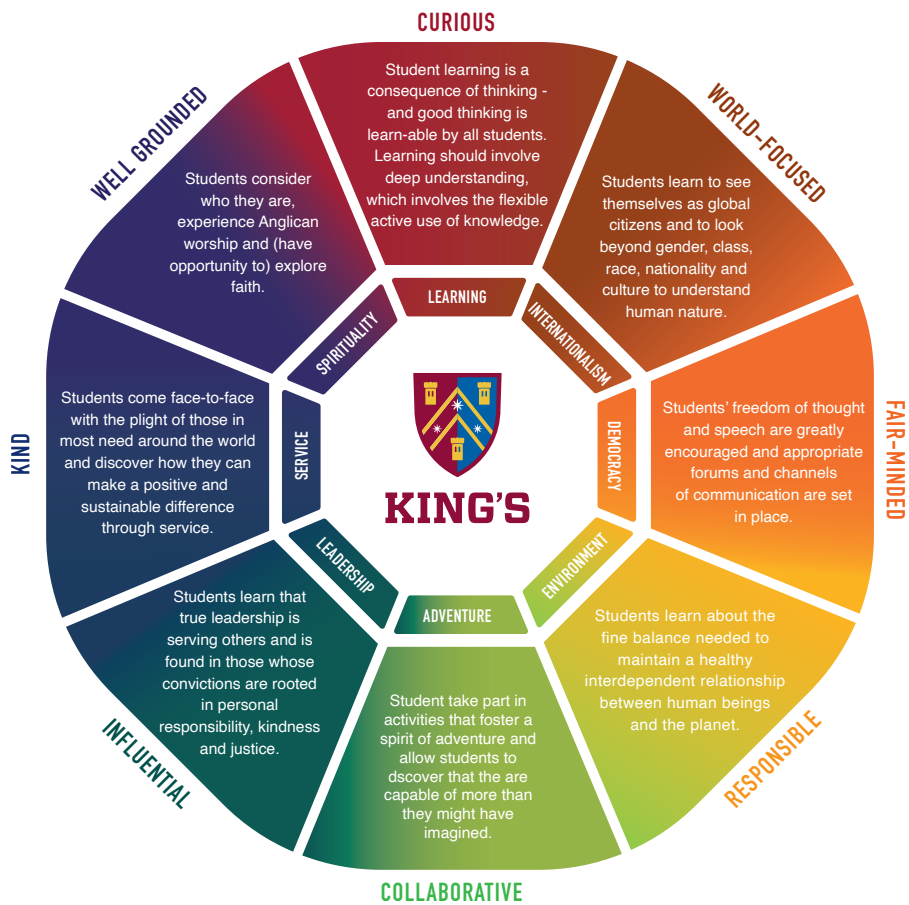 CURIOUS
Student learning is a
consequence of thinking -
and good thinking is
learn-able by all students.
Learning should involve
deep understanding,
which involves the flexible
active use of knowledge.
LEARNING
WORLD-FOCUSED
Students learn to see
themselves as global
citizens and to look
beyond gender, class,
race, nationality and
culture to understand
human nature.
INTERNATIONALISM
FAIR-MINDED
Students' freedom of thought
and speech are greatly
encouraged and appropriate
forums and channels
of communication are set
in place.
DEMOCRACY
RESPONSIBLE
Students learn about the
fine balance needed to
maintain a healthy
interdependent relationship
between human beings
and the planet.
ENVIRONMENT
COLLABORATIVE
Student take part in
activities that foster a
spirit of adventure and
allow students to
dscover that the are
capable of more than
they might have
imagined.
ADVENTURE
INFLUENTIAL
Students learn that
true leadership is
serving others and is
found in those whose
convictions are rooted
in personal
responsibility, kindness
and justice.
LEADERSHIP
KIND
Students come face-to-face
with the plight of those in
most need around the world
and discover how they can
make a positive and
sustainable difference
through service.
SERVICE
WELL GROUNDED
Students consider
who they are,
experience Anglican
worship and (have
opportunity to) explore
faith.
SPIRITUALITY
KING'S